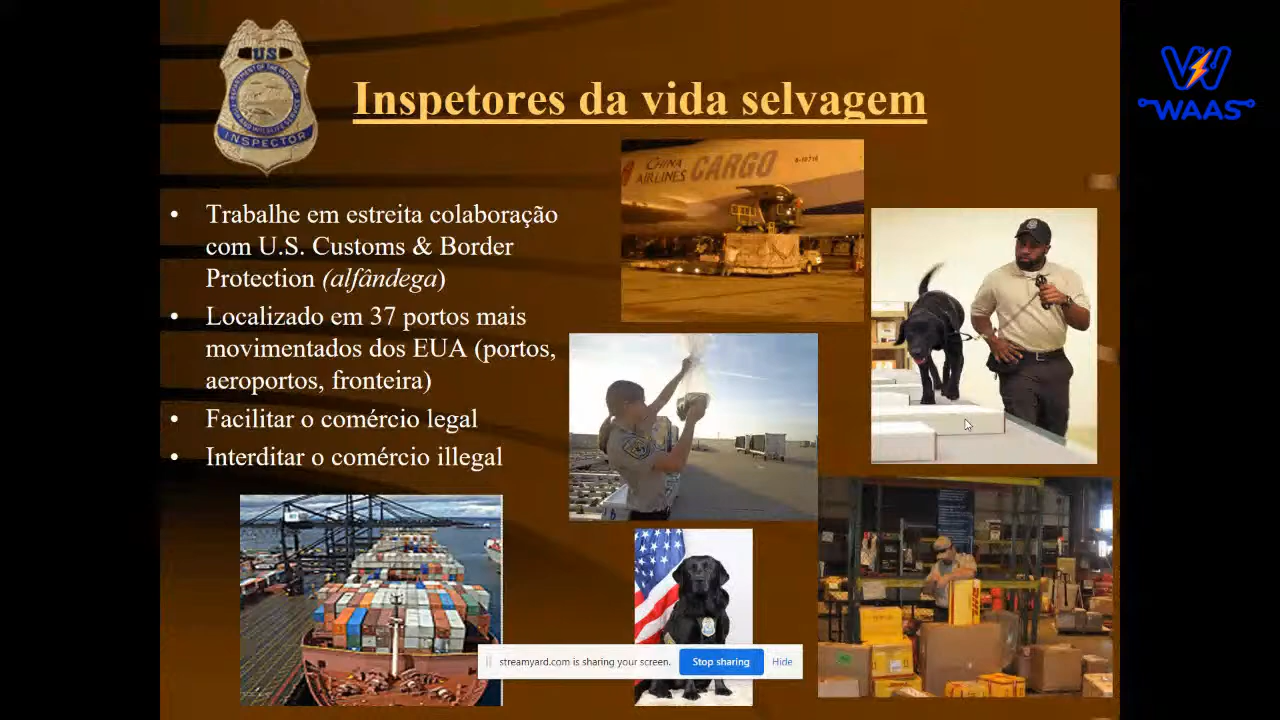 US
INSPECTOR
WAAS
Inspetores da vida selvagem
CHINA AIRLINES CARGO
• Trabalhe em estreita colaboração
com U.S. Customs & Border
Protection (alfândega)
• Localizado em 37 portos mais
movimentados dos EUA (portos,
aeroportos, fronteira)
• Facilitar o comércio legal
• Interditar o comércio illegal
DHL
streamyard.com is sharing your screen.
Stop sharing
Hide